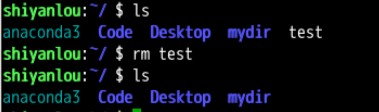 shiyanlou:~/ $ ls
anaconda3  Code  Desktop  mydir  test
shiyanlou:~/ $ rm test
shiyanlou:~/ $ ls
anaconda3  Code  Desktop  mydir